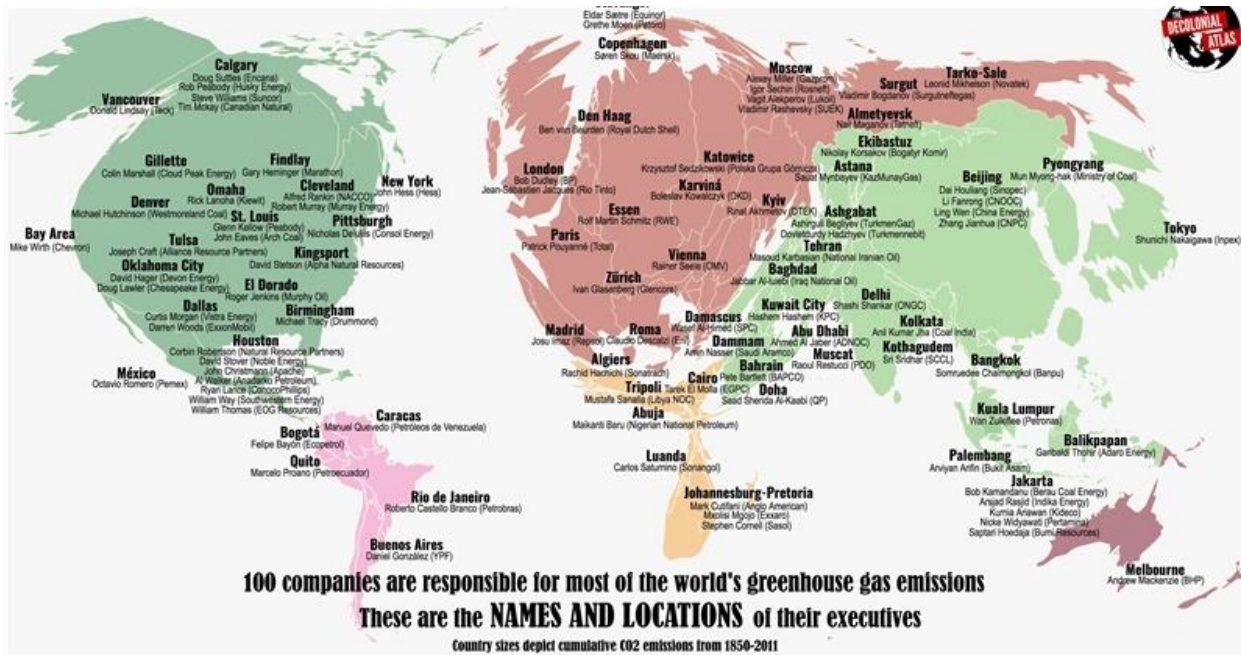 THE
DECOLONIAL
ATLAS
Eldar Sætre (Equinor)
Grethe Moen (Petoro)
Copenhagen
Søren Skou (Maersk)
Calgary
Doug Suttles (Encana)
Rob Peabody (Husky Energy)
Steve Williams (Suncor)
Tim Mckay (Canadian Natural)
Vancouver
Donald Lindsay (Teck)
Moscow
Alexey Miller (Gazprom)
Igor Sechin (Rosneft)
Vagit Alekperov (Lukoil)
Vladimir Rashevsky (SUEK)
Surgut
Vladimir Bogdanov (Surgutneftegas)
Tarko-Sale
Leonid Mikhelson (Novatek)
Almetyevsk
Nail Maganov (Tatneft)
Den Haag
Ben van Beurden (Royal Dutch Shell)
Ekibastuz
Nikolay Korsakov (Bogatyr Komir)
Gillette
Colin Marshall (Cloud Peak Energy)
Findlay
Gary Heminger (Marathon)
London
Bob Dudley (BP)
Jean-Sébastien Jacques (Rio Tinto)
Katowice
Krzysztof Sędzikowski (Polska Grupa Górnicza)
Astana
Sauat Mynbayev (KazMunayGas)
Beijing
Dai Houliang (Sinopec)
Li Fanrong (CNOOC)
Ling Wen (China Energy)
Zhang Jianhua (CNPC)
Pyongyang
Mun Myong-hak (Ministry of Coal)
Omaha
Rick Lanoha (Kiewit)
Cleveland
Alfred Rankin (NACCO)
Robert Murray (Murray Energy)
New York
John Hess (Hess)
Karviná
Boleslav Kowalczyk (OKD)
Denver
Michael Hutchinson (Westmoreland Coal)
St. Louis
Glenn Kellow (Peabody)
John Eaves (Arch Coal)
Pittsburgh
Nicholas DeIuliis (Consol Energy)
Essen
Rolf Martin Schmitz (RWE)
Kyiv
Rinat Akhmetov (DTEK)
Ashgabat
Ashirguli Begliyev (TurkmenGaz)
Dovletdurdy Hadzhyev (Turkmennebit)
Bay Area
Mike Wirth (Chevron)
Tulsa
Joseph Craft (Alliance Resource Partners)
Paris
Patrick Pouyanné (Total)
Tokyo
Shunichi Nakaigawa (Inpex)
Kingsport
David Stetson (Alpha Natural Resources)
Vienna
Rainer Seele (OMV)
Tehran
Masoud Karbasian (National Iranian Oil)
Oklahoma City
David Hager (Devon Energy)
Doug Lawler (Chesapeake Energy)
Zürich
Ivan Glasenberg (Glencore)
Baghdad
Jabbar Al-luiebi (Iraq National Oil)
El Dorado
Roger Jenkins (Murphy Oil)
Dallas
Curtis Morgan (Vistra Energy)
Darren Woods (ExxonMobil)
Birmingham
Michael Tracy (Drummond)
Kuwait City
Hashem Hashem (KPC)
Delhi
Shashi Shankar (ONGC)
Damascus
Wasef Al-Himed (SPC)
Kolkata
Anil Kumar Jha (Coal India)
Madrid
Josu Imaz (Repsol)
Roma
Claudio Descalzi (Eni)
Abu Dhabi
Ahmed Al Jaber (ADNOC)
Houston
Corbin Robertson (Natural Resource Partners)
David Stover (Noble Energy)
John Christmann (Apache)
Al Walker (Anadarko Petroleum),
Ryan Lance (ConocoPhillips)
William Way (Southwestern Energy)
William Thomas (EOG Resources)
Dammam
Amin Nasser (Saudi Aramco)
Kothagudem
Sri Sridhar (SCCL)
Muscat
Raoul Restucci (PDO)
Bangkok
Somruedee Chaimongkol (Banpu)
Algiers
Rachid Hachichi (Sonatrach)
Bahrain
Pete Bartlett (BAPCO)
México
Octavio Romero (Pemex)
Cairo
Tarek El Molla (EGPC)
Tripoli
Mustafa Sanalla (Libya NOC)
Doha
Saad Sherida Al-Kaabi (QP)
Caracas
Manuel Quevedo (Petróleos de Venezuela)
Abuja
Maikanti Baru (Nigerian National Petroleum)
Kuala Lumpur
Wan Zulkiflee (Petronas)
Bogotá
Felipe Bayón (Ecopetrol)
Balikpapan
Garibaldi Thohir (Adaro Energy)
Quito
Marcelo Proano (Petroecuador)
Luanda
Carlos Saturnino (Sonangol)
Palembang
Arviyan Arifin (Bukit Asam)
Jakarta
Bob Kamandanu (Berau Coal Energy)
Arsjad Rasjid (Indika Energy)
Kurnia Ariawan (Kideco)
Nicke Widyawati (Pertamina)
Saptari Hoedaja (Bumi Resources)
Johannesburg-Pretoria
Mark Cutifani (Anglo American)
Mxolisi Mgojo (Exxaro)
Stephen Cornell (Sasol)
Rio de Janeiro
Roberto Castello Branco (Petrobras)
Buenos Aires
Daniel González (YPF)
Melbourne
Andrew Mackenzie (BHP)
100 companies are responsible for most of the world's greenhouse gas emissions
These are the NAMES AND LOCATIONS of their executives
Country sizes depict cumulative CO2 emissions from 1850-2011